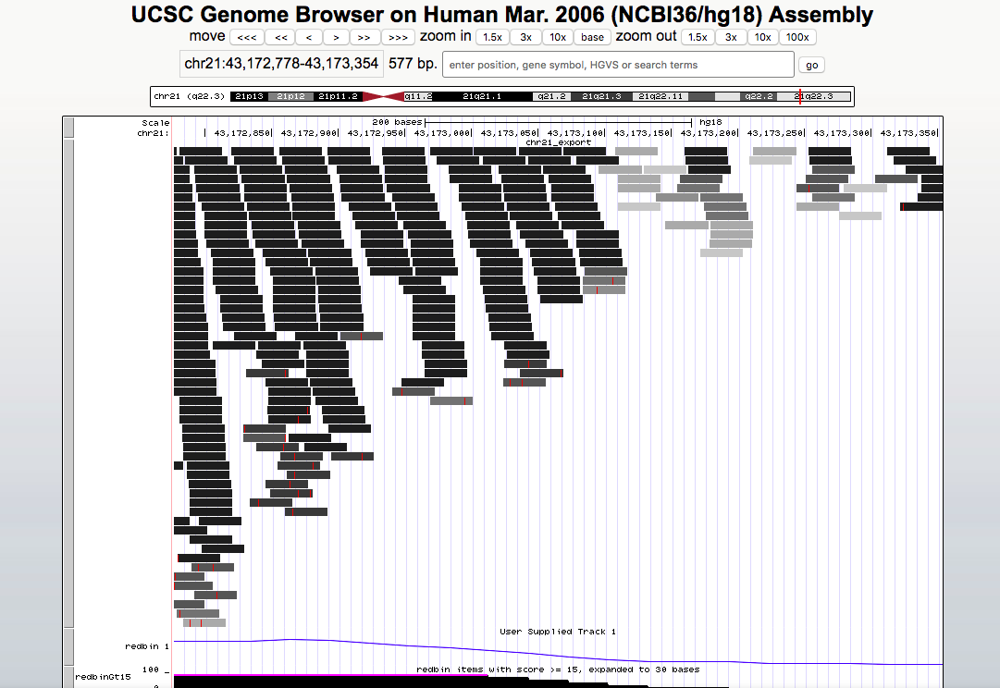 UCSC Genome Browser on Human Mar. 2006 (NCBI36/hg18) Assembly
move <<< << < > >> >>> zoom in 1.5x 3x 10x base zoom out 1.5x 3x 10x 100x
chr21:43,172,778-43,173,354 577 bp. enter position, gene symbol, HGVS or search terms go
chr21 (q22.3) 21p13 21p12 21p11.2 q11.2 21q21.1 q21.2 21q21.3 21q22.11 q22.2 21q22.3
Scale 200 bases hg18
chr21: 43,172,850 43,172,900 43,172,950 43,173,000 43,173,050 43,173,100 43,173,150 43,173,200 43,173,250 43,173,300 43,173,350
chr21_export
User Supplied Track 1
redbin 1
100 _ redbin items with score >= 15, expanded to 30 bases
redbinGt15